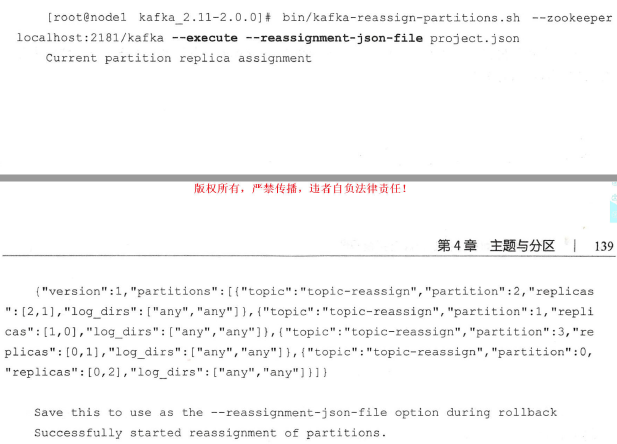 [root@node1 kafka_2.11-2.0.0]# bin/kafka-reassign-partitions.sh --zookeeper
localhost:2181/kafka --execute --reassignment-json-file project.json
Current partition replica assignment
版权所有，严禁传播，违者自负法律责任！
第4章 主题与分区 | 139
{"version":1,"partitions":[{"topic":"topic-reassign","partition":2,"replicas
":[2,1],"log_dirs":["any","any"]},{"topic":"topic-reassign","partition":1,"repli
cas":[1,0],"log_dirs":["any","any"]},{"topic":"topic-reassign","partition":3,"re
plicas":[0,1],"log_dirs":["any","any"]},{"topic":"topic-reassign","partition":0,
"replicas":[0,2],"log_dirs":["any","any"]}]}
Save this to use as the --reassignment-json-file option during rollback
Successfully started reassignment of partitions.